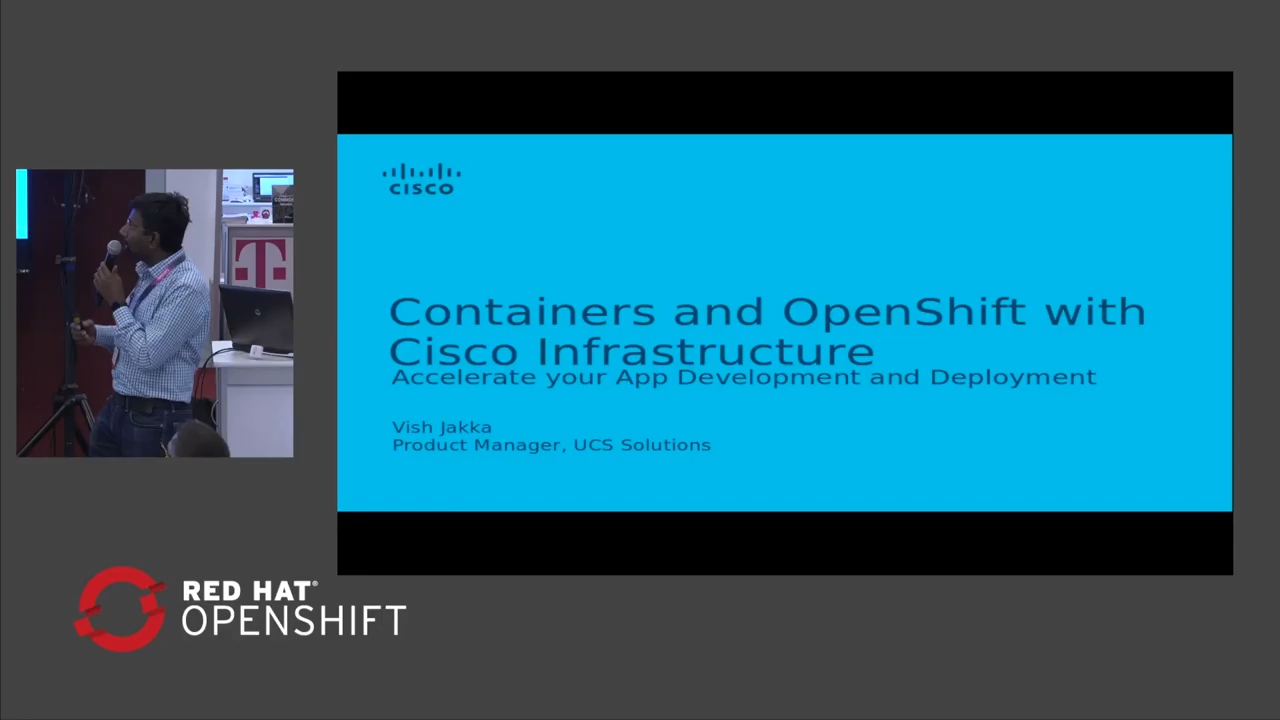 CISCO
Containers and OpenShift with
Cisco Infrastructure
Accelerate your App Development and Deployment
Vish Jakka
Product Manager, UCS Solutions
T
RED HAT®
OPENSHIFT